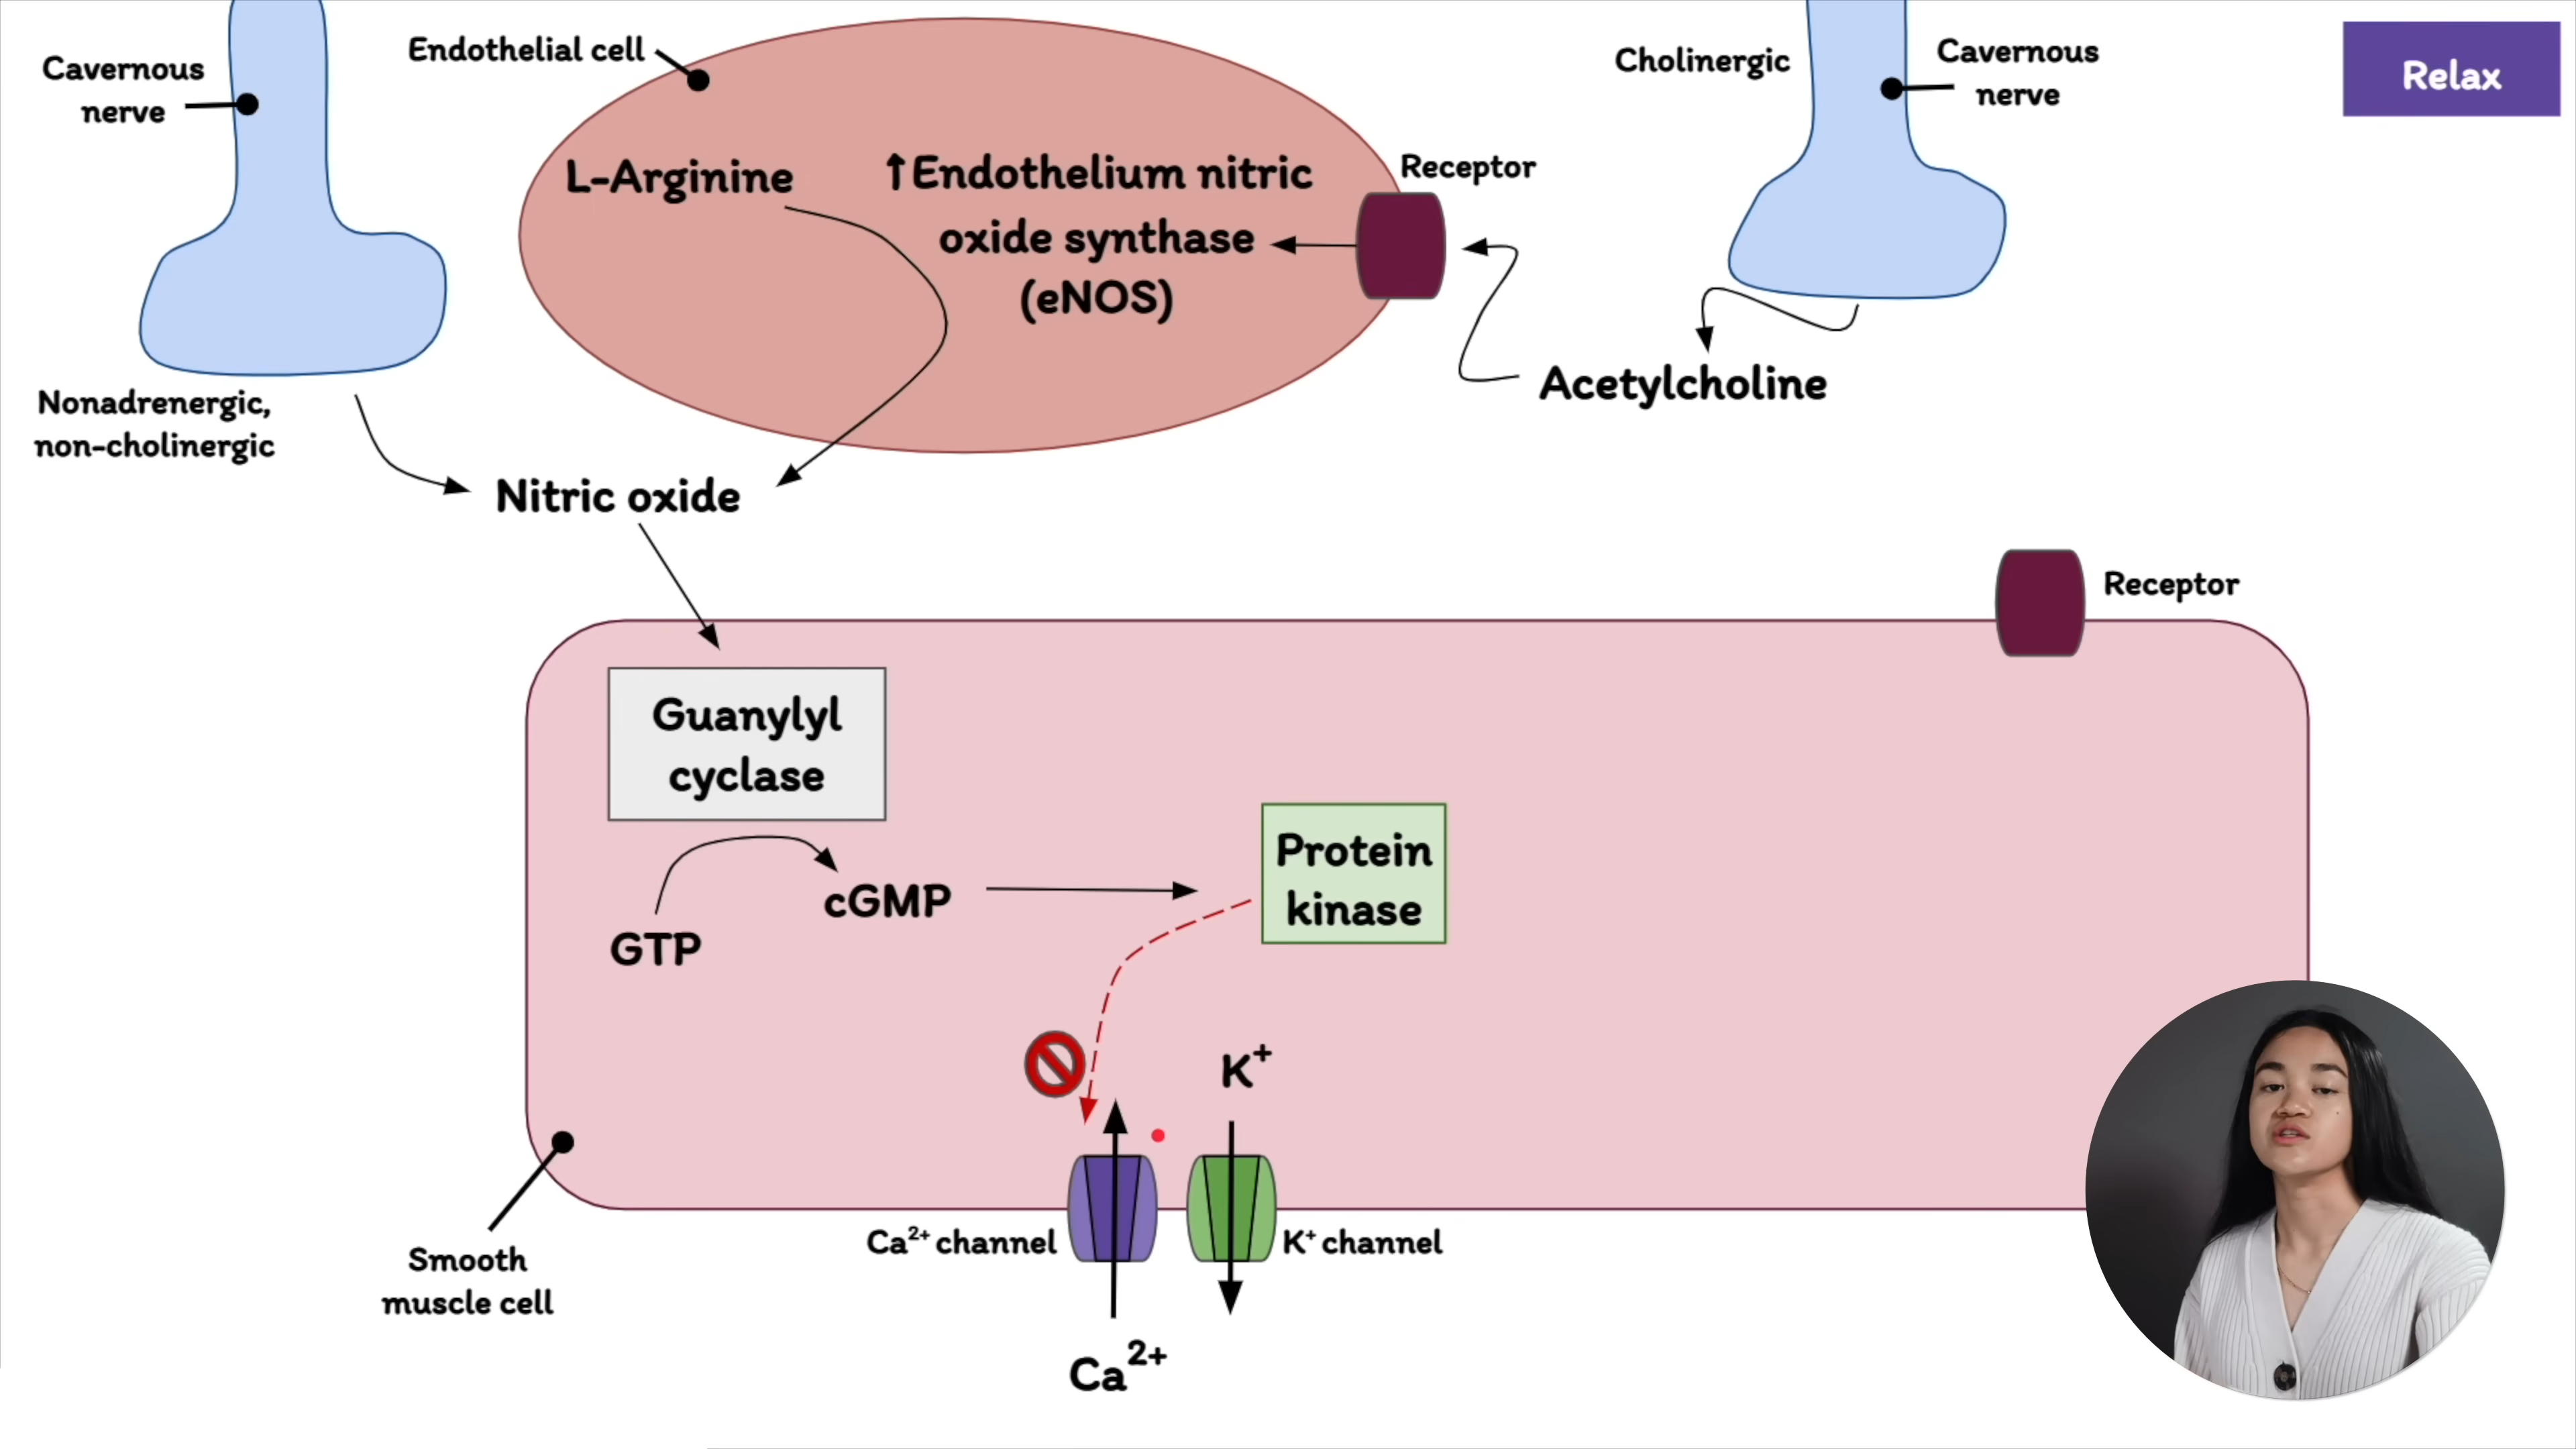 Cavernous
nerve
Endothelial cell
Cholinergic
Cavernous
nerve
Relax
L-Arginine
↑Endothelium nitric
oxide synthase
(eNOS)
Receptor
Acetylcholine
Nonadrenergic,
non-cholinergic
Nitric oxide
Receptor
Guanylyl
cyclase
GTP
cGMP
Protein
kinase
K⁺
Ca²⁺ channel
K⁺ channel
Smooth
muscle cell
Ca²⁺